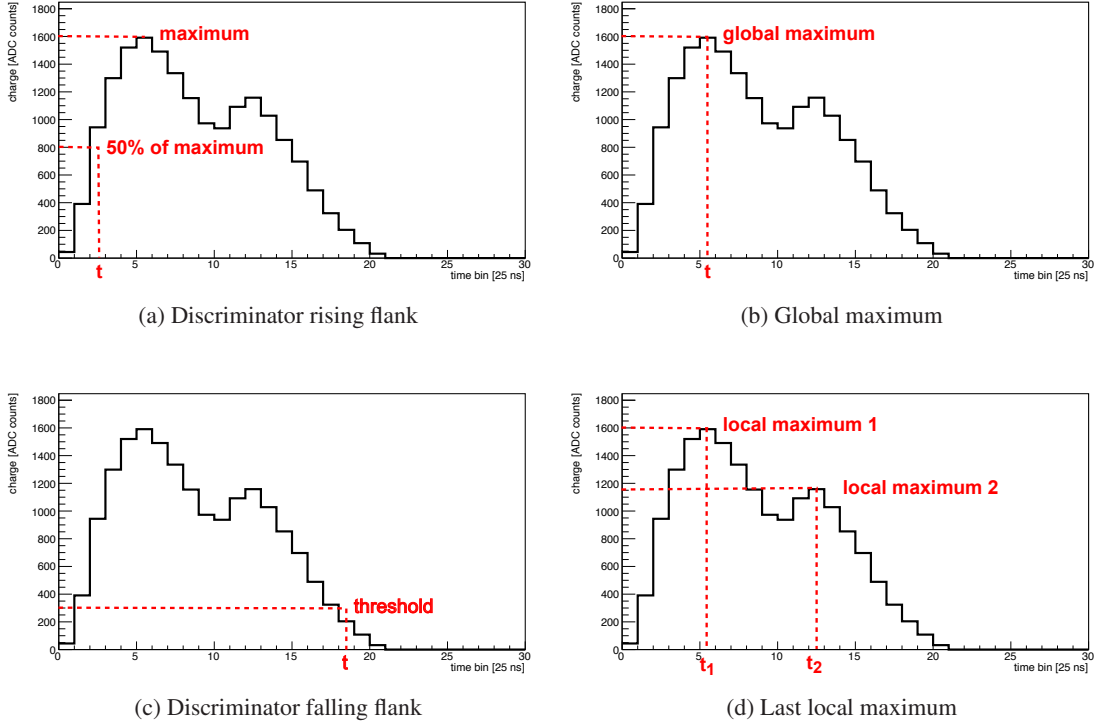 charge [ADC counts]
1800
1600
1400
1200
1000
800
600
400
200
0
maximum
50% of maximum
0
5
10
15
20
25
30
t
time bin [25 ns]
(a) Discriminator rising flank
charge [ADC counts]
1800
1600
1400
1200
1000
800
600
400
200
0
global maximum
0
5
10
15
20
25
30
t
time bin [25 ns]
(b) Global maximum
charge [ADC counts]
1800
1600
1400
1200
1000
800
600
400
200
0
threshold
0
5
10
15
20
25
30
t
time bin [25 ns]
(c) Discriminator falling flank
charge [ADC counts]
1800
1600
1400
1200
1000
800
600
400
200
0
local maximum 1
local maximum 2
0
5
10
15
20
25
30
t1
t2
time bin [25 ns]
(d) Last local maximum